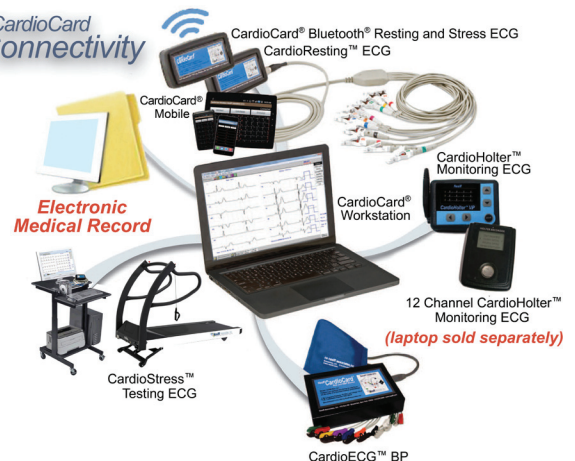 CardioCard
Connectivity
CardioCard® Bluetooth® Resting and Stress ECG
CardioResting™ ECG
CardioCard®
Mobile
CardioHolter™
Monitoring ECG
CardioCard®
Workstation
Electronic
Medical Record
12 Channel CardioHolter™
Monitoring ECG
(laptop sold separately)
CardioStress™
Testing ECG
CardioCard
CardioECG™ BP